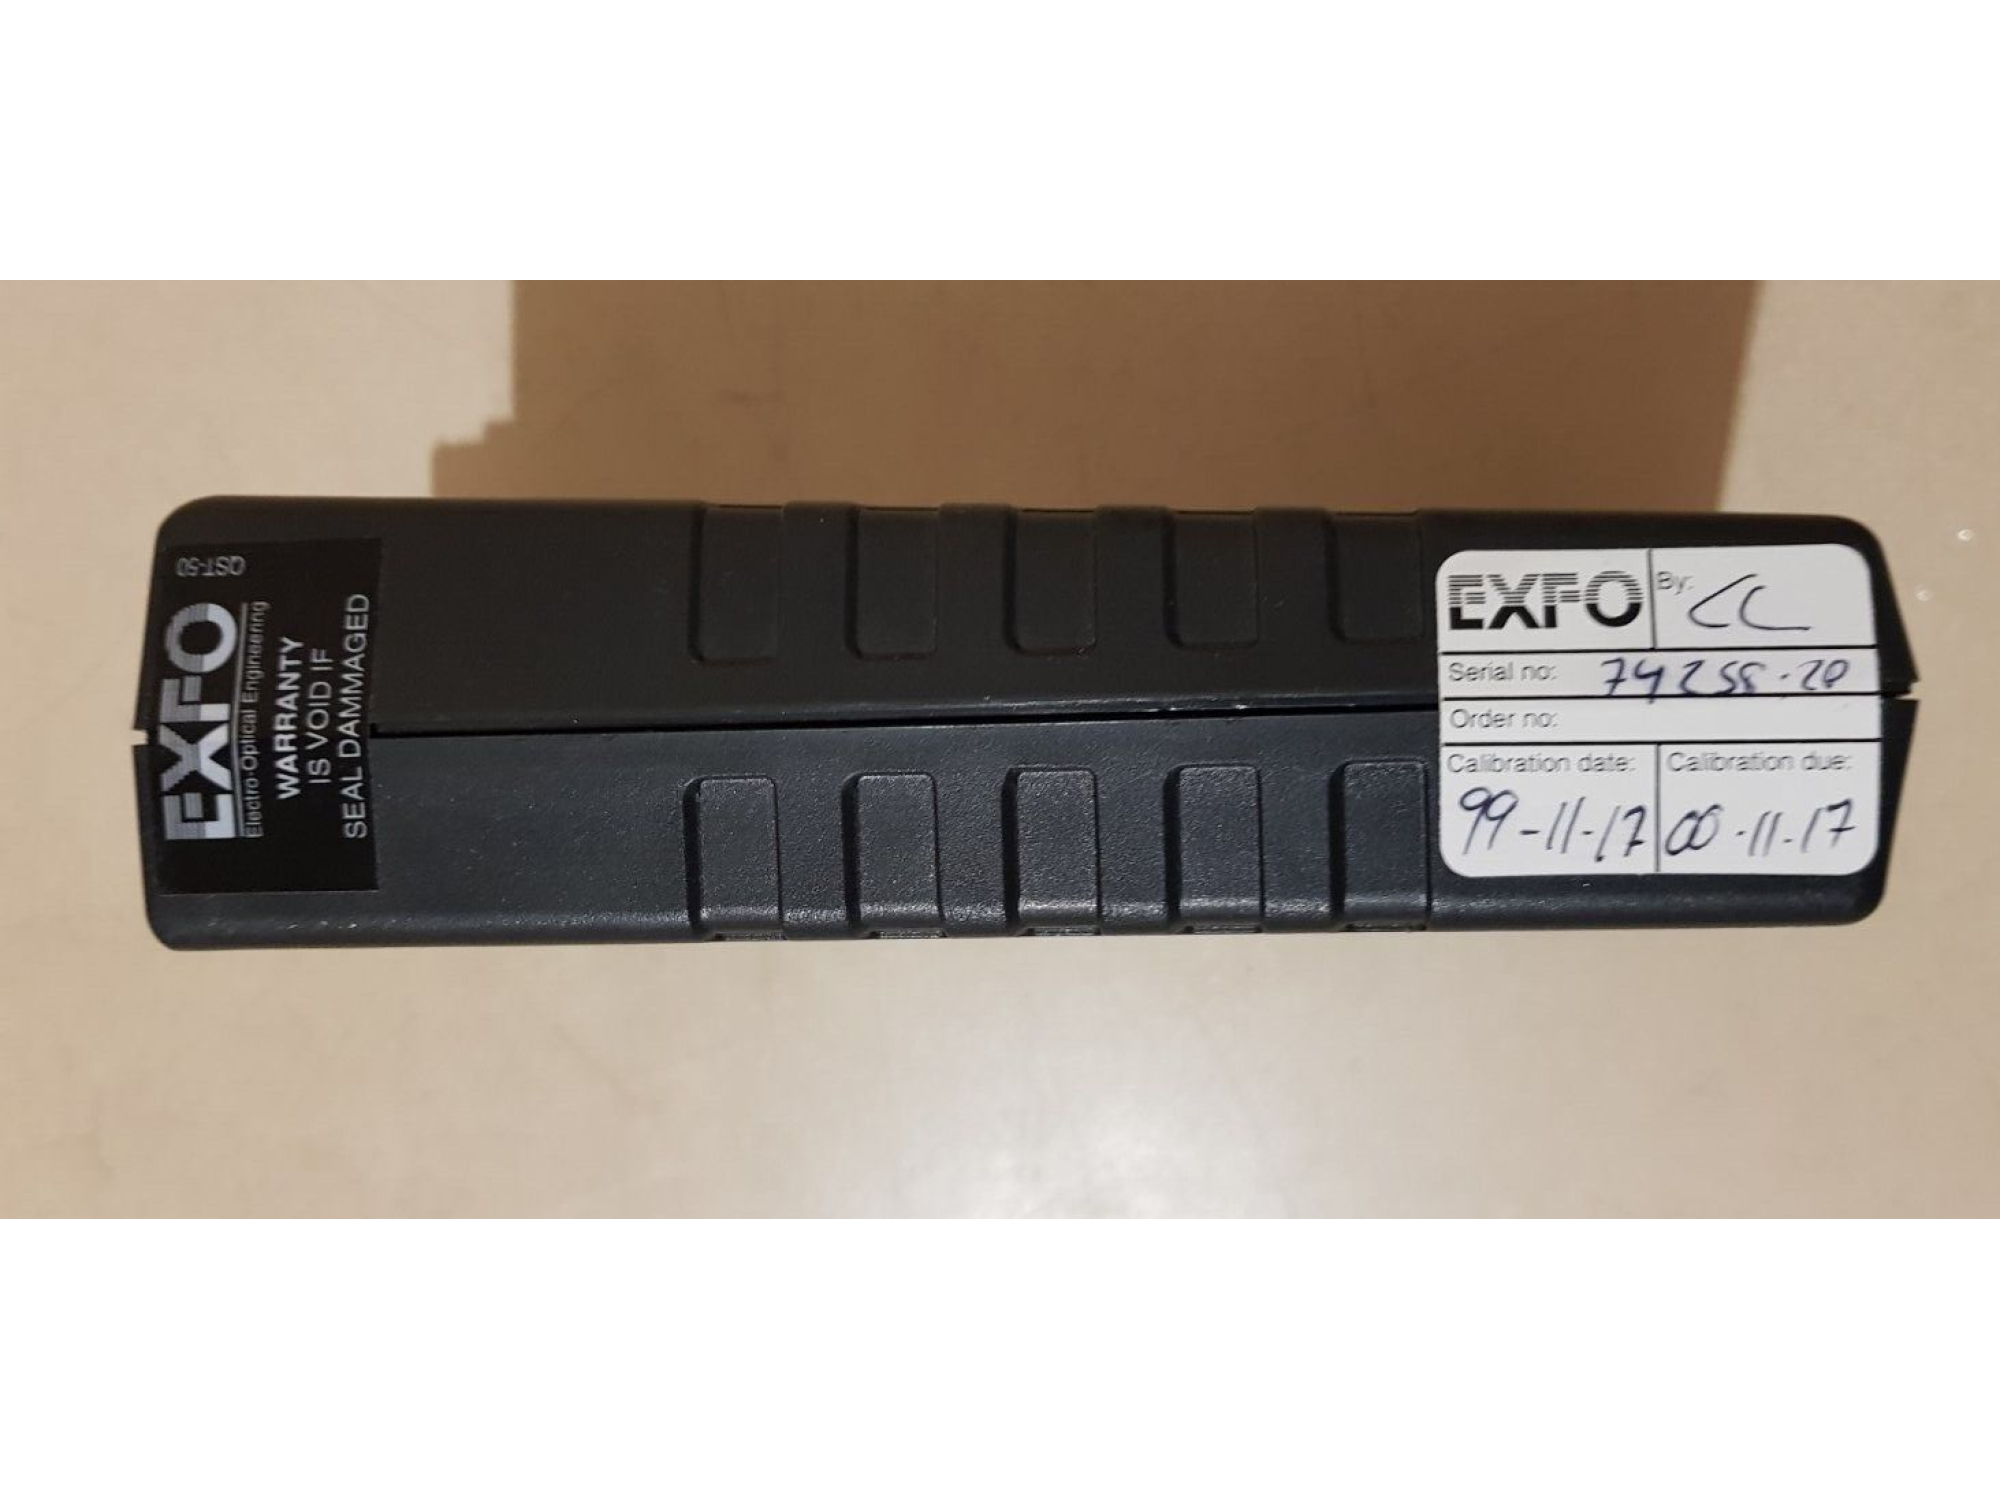 QST-50
EXFO
Electro-Optical Engineering
WARRANTY
IS VOID IF
SEAL DAMMAGED
EXFO By: CC
Serial no: 74258-20
Order no:
Calibration date: Calibration due:
99-11-17 00-11-17